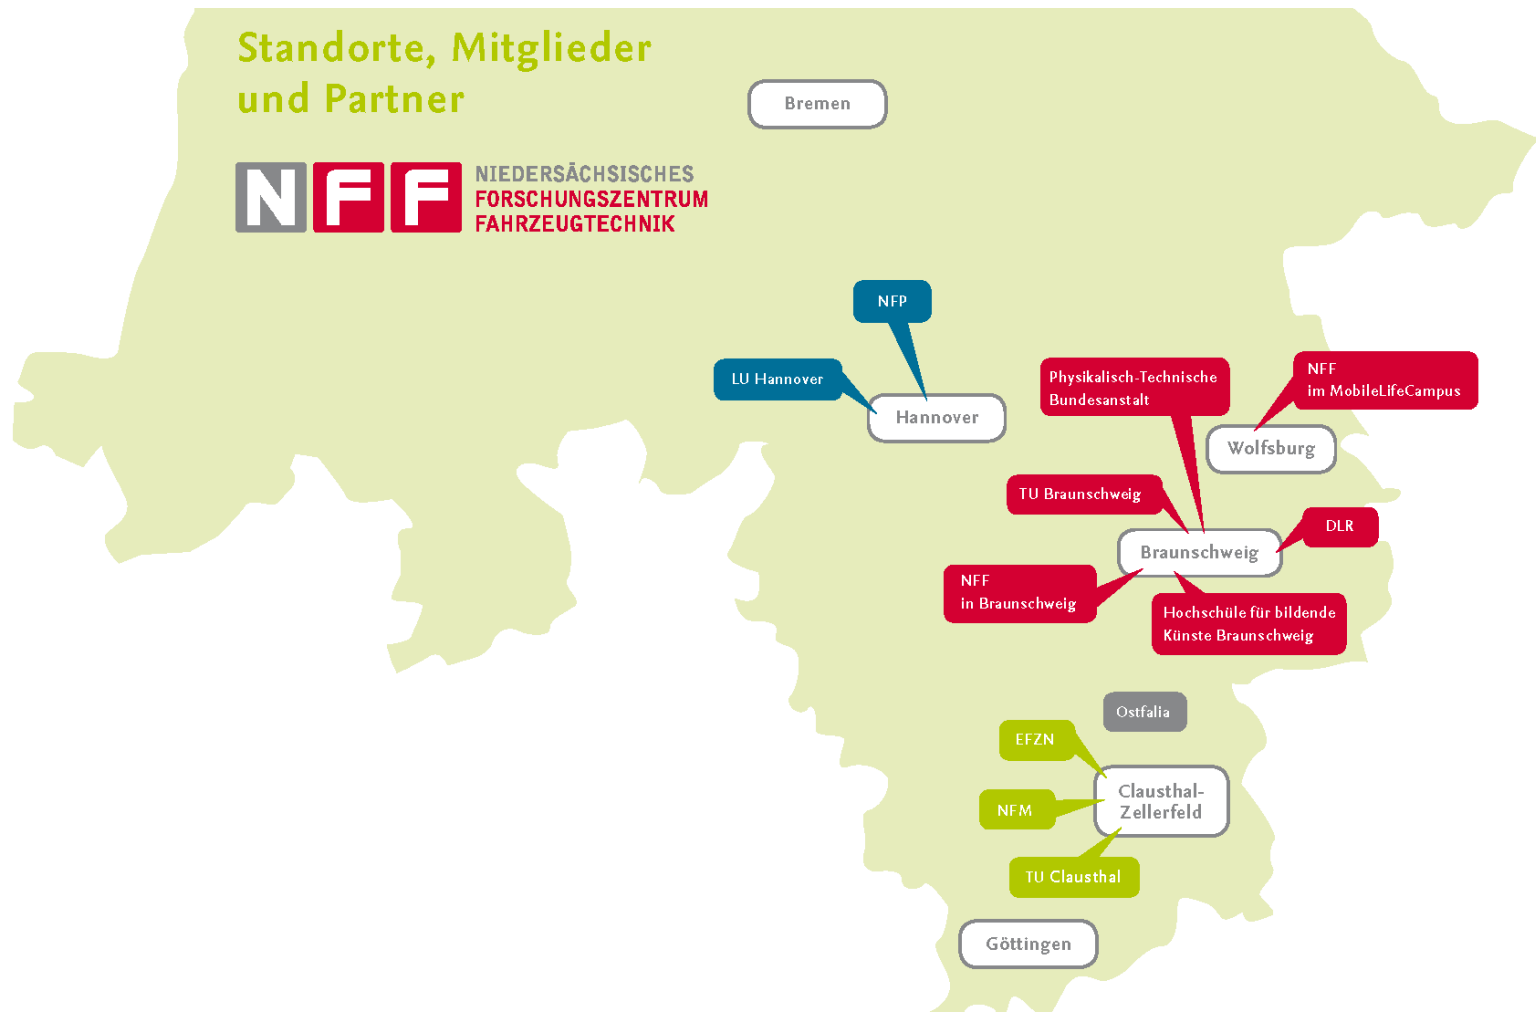 Standorte, Mitglieder
und Partner
Bremen
NFF
NIEDERSÄCHSISCHES
FORSCHUNGSZENTRUM
FAHRZEUGTECHNIK
NFP
LU Hannover
Hannover
Physikalisch-Technische
Bundesanstalt
NFF
im MobileLifeCampus
Wolfsburg
TU Braunschweig
DLR
Braunschweig
NFF
in Braunschweig
Hochschüle für bildende
Künste Braunschweig
Ostfalia
EFZN
Clausthal-
Zellerfeld
NFM
TU Clausthal
Göttingen